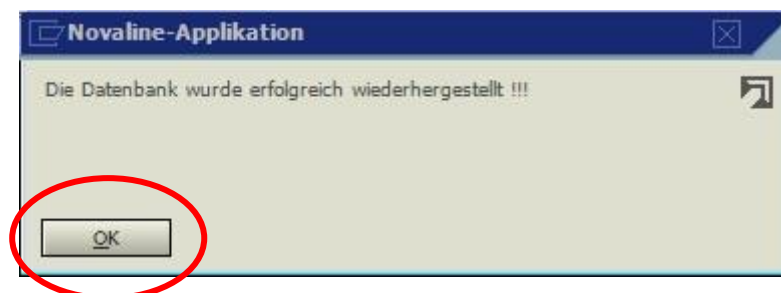 Novaline-Applikation
Die Datenbank wurde erfolgreich wiederhergestellt !!!
OK